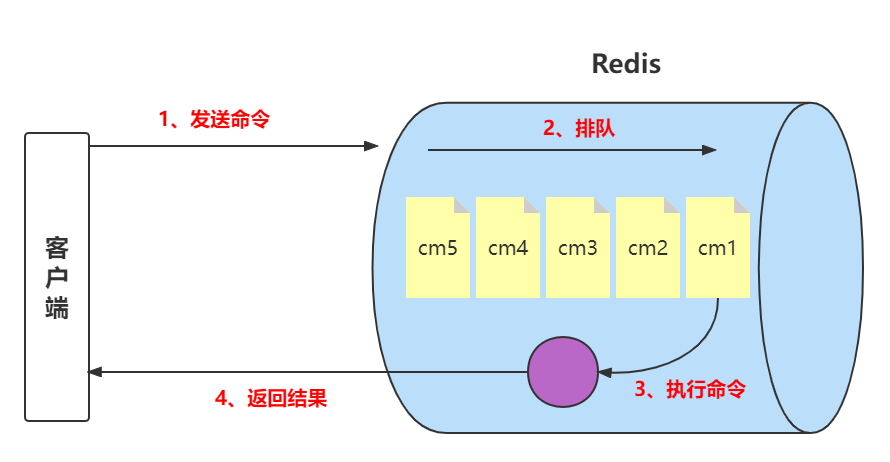 Redis
1、发送命令
2、排队
客
户
端
cm5
cm4
cm3
cm2
cm1
3、执行命令
4、返回结果